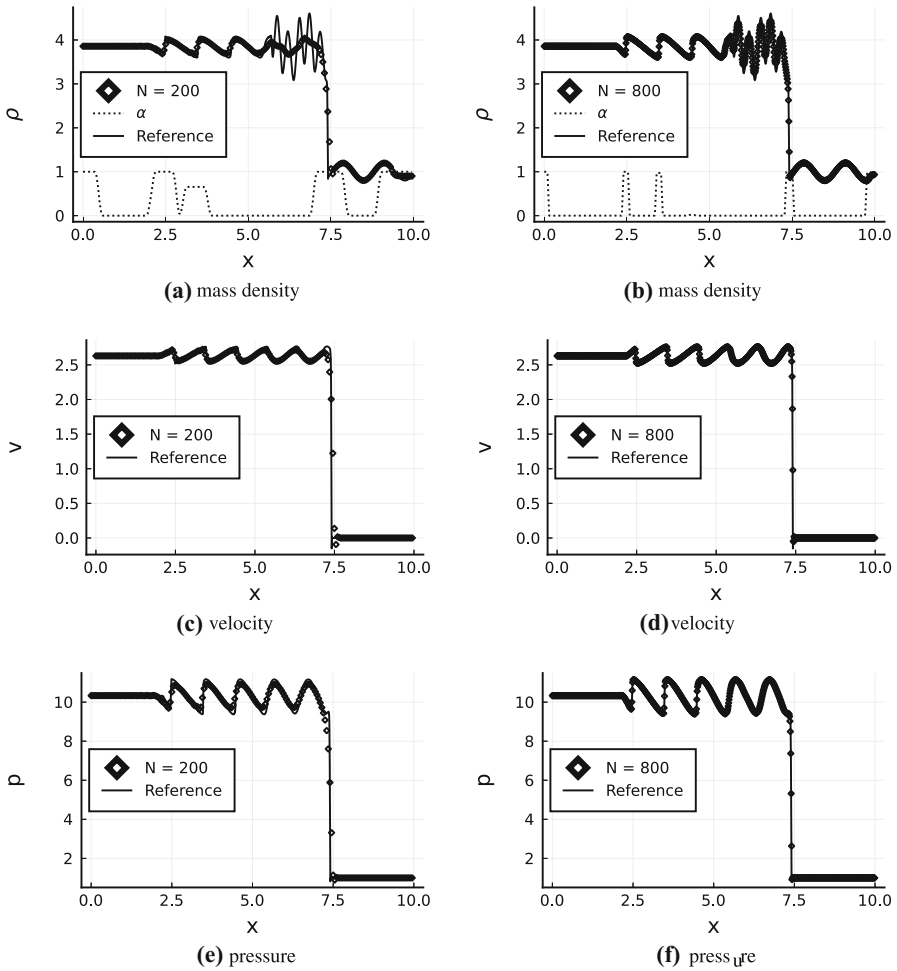 4
3
2
1
0
ρ
N = 200
α
Reference
0.0 2.5 5.0 7.5 10.0
x
(a) mass density
4
3
2
1
0
ρ
N = 800
α
Reference
0.0 2.5 5.0 7.5 10.0
x
(b) mass density
2.5
2.0
1.5
1.0
0.5
0.0
v
N = 200
Reference
0.0 2.5 5.0 7.5 10.0
x
(c) velocity
2.5
2.0
1.5
1.0
0.5
0.0
v
N = 800
Reference
0.0 2.5 5.0 7.5 10.0
x
(d) velocity
10
8
6
4
2
p
N = 200
Reference
0.0 2.5 5.0 7.5 10.0
x
(e) pressure
10
8
6
4
2
p
N = 800
Reference
0.0 2.5 5.0 7.5 10.0
x
(f) pressure